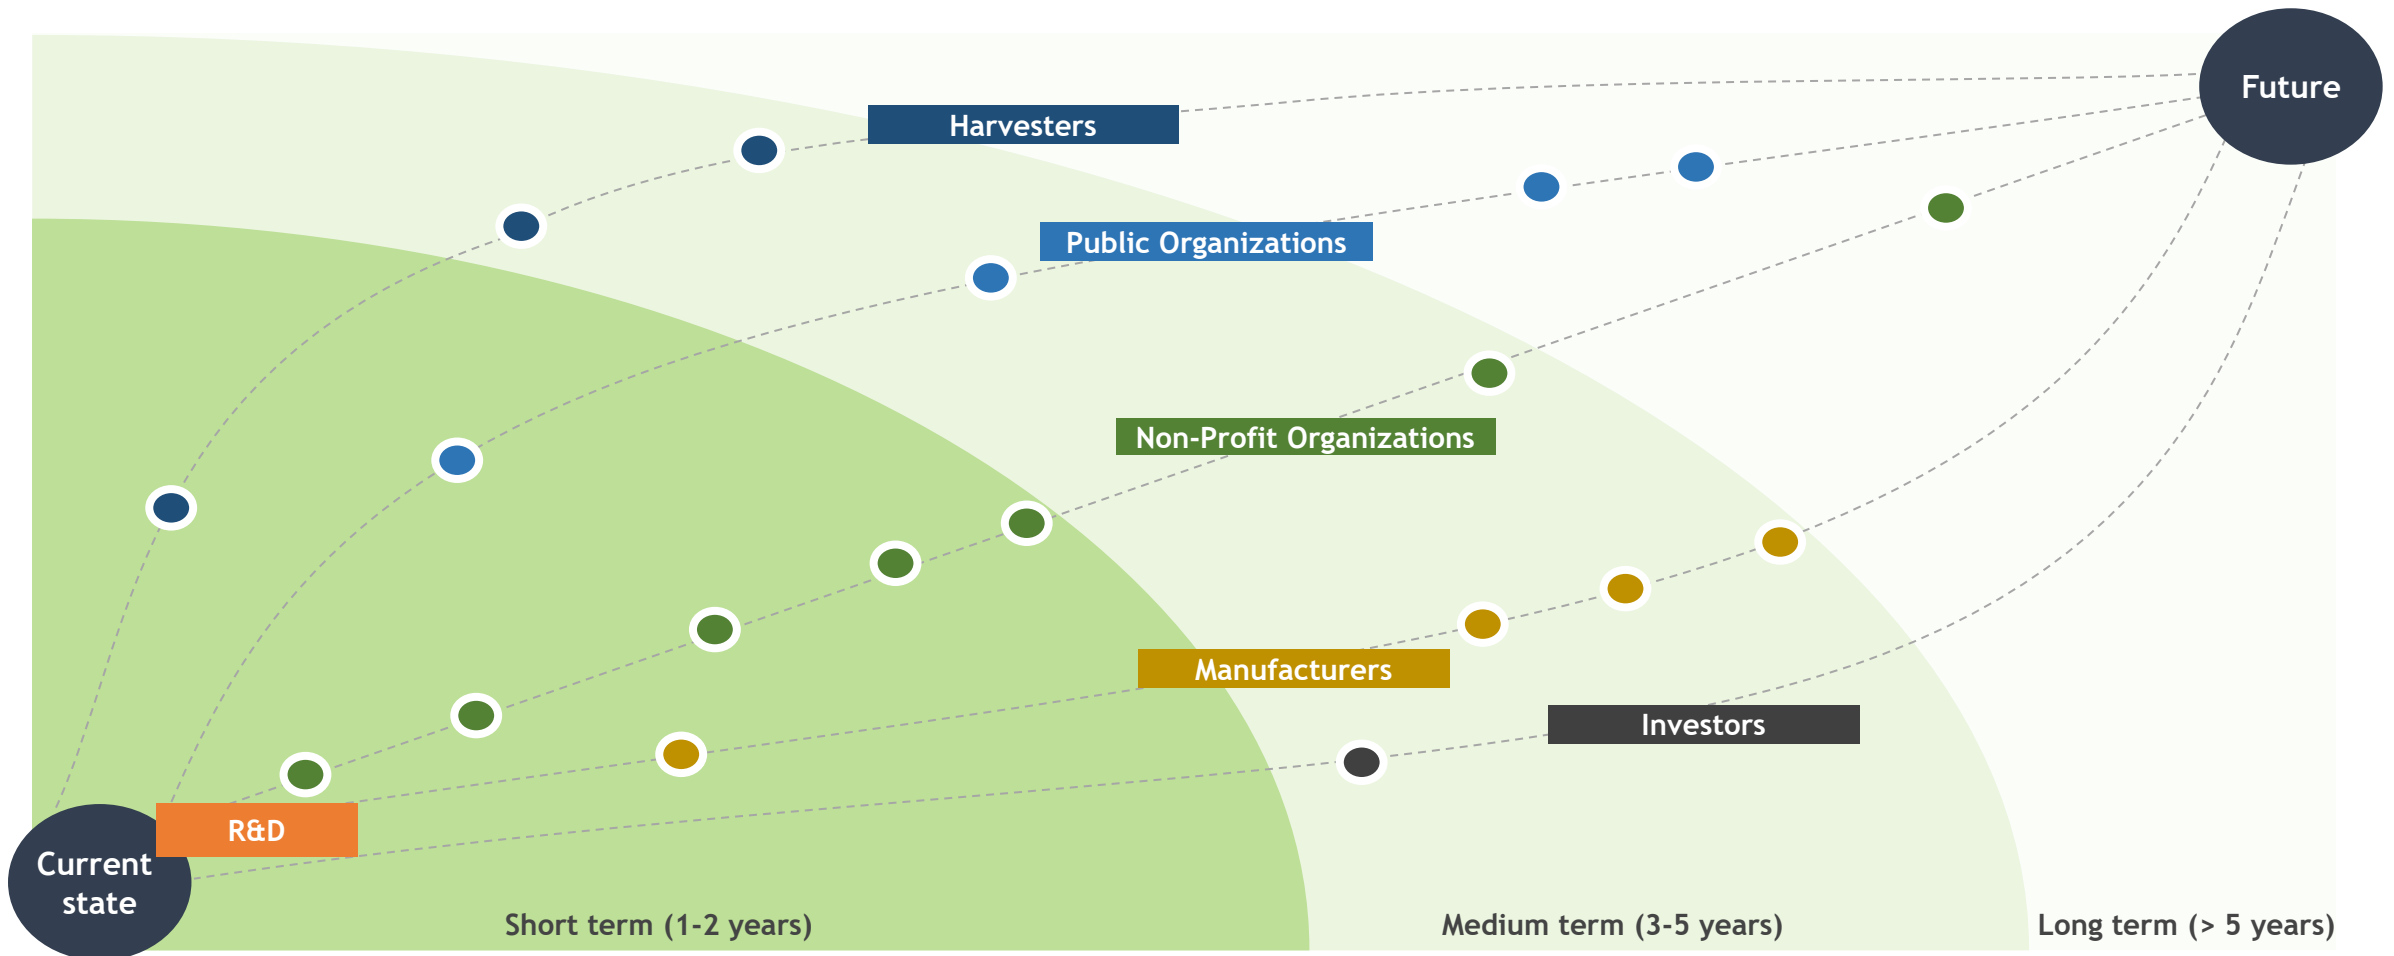 Future
Harvesters
Public Organizations
Non-Profit Organizations
Manufacturers
Investors
R&D
Current
state
Short term (1-2 years)
Medium term (3-5 years)
Long term (> 5 years)